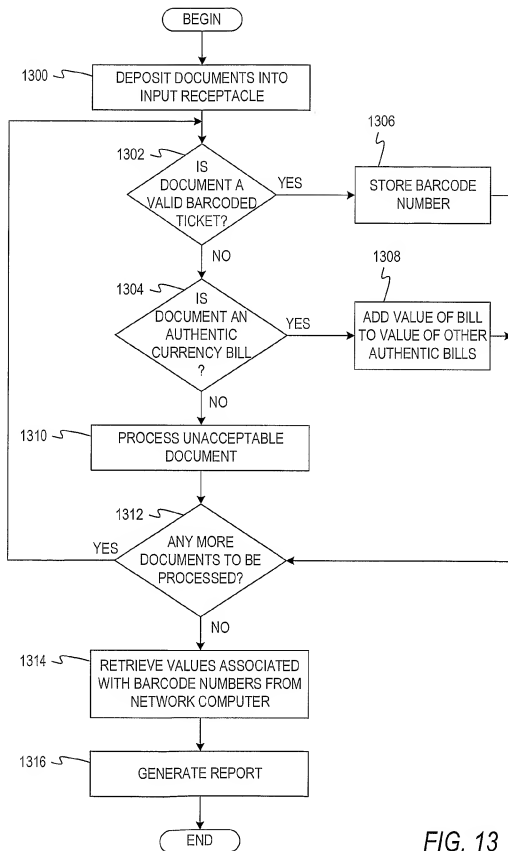 BEGIN
1300
DEPOSIT DOCUMENTS INTO
INPUT RECEPTACLE
1302
IS
DOCUMENT A
VALID BARCODED
TICKET?
YES
1306
STORE BARCODE
NUMBER
NO
1304
IS
DOCUMENT AN
AUTHENTIC
CURRENCY BILL
?
YES
1308
ADD VALUE OF BILL
TO VALUE OF OTHER
AUTHENTIC BILLS
NO
1310
PROCESS UNACCEPTABLE
DOCUMENT
1312
YES
ANY MORE
DOCUMENTS TO BE
PROCESSED?
NO
1314
RETRIEVE VALUES ASSOCIATED
WITH BARCODE NUMBERS FROM
NETWORK COMPUTER
1316
GENERATE REPORT
END
FIG. 13